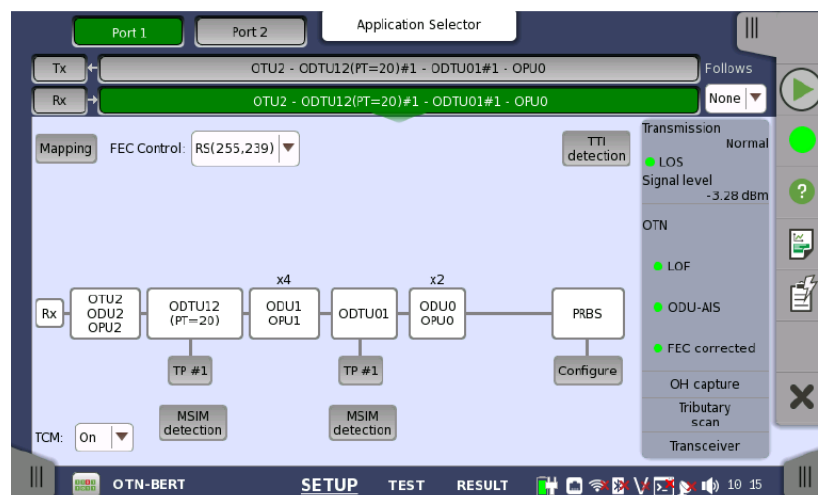 Port 1
Port 2
Application Selector
Tx
OTU2 - ODTU12(PT=20)#1 - ODTU01#1 - OPU0
Follows
Rx
OTU2 - ODTU12(PT=20)#1 - ODTU01#1 - OPU0
None
Mapping
FEC Control:
RS(255,239)
TTI
detection
Transmission
Normal
LOS
Signal level
-3.28 dBm
OTN
LOF
ODU-AIS
FEC corrected
OH capture
Tributary
scan
Transceiver
x4
x2
Rx
OTU2
ODU2
OPU2
ODTU12
(PT=20)
ODU1
OPU1
ODTU01
ODU0
OPU0
PRBS
TP #1
TP #1
Configure
MSIM
detection
MSIM
detection
TCM:
On
OTN-BERT
SETUP
TEST
RESULT
10 15